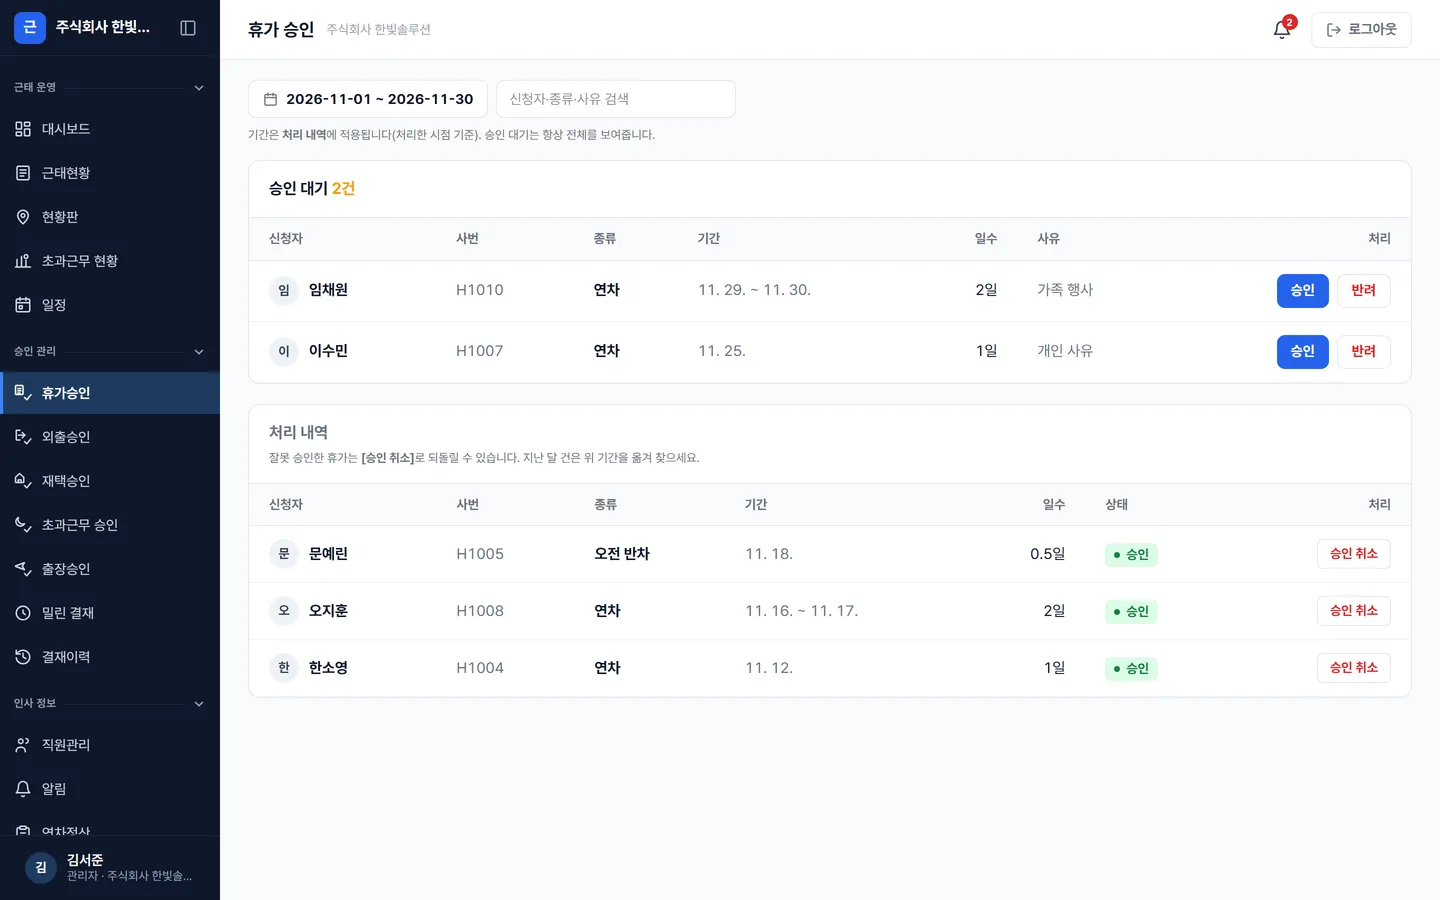 근 주식회사 한빛...
근태 운영
대시보드
근태현황
현황판
초과근무 현황
일정
승인 관리
휴가승인
외출승인
재택승인
초과근무 승인
출장승인
밀린 결재
결재이력
인사 정보
직원관리
알림
연차정산
김 김서준
관리자 · 주식회사 한빛솔...
휴가 승인 주식회사 한빛솔루션
2
로그아웃
2026-11-01 ~ 2026-11-30 신청자·종류·사유 검색
기간은 처리 내역에 적용됩니다(처리한 시점 기준). 승인 대기는 항상 전체를 보여줍니다.
승인 대기 2건
신청자 사번 종류 기간 일수 사유 처리
임 임채원 H1010 연차 11. 29. ~ 11. 30. 2일 가족 행사 승인 반려
이 이수민 H1007 연차 11. 25. 1일 개인 사유 승인 반려
처리 내역
잘못 승인한 휴가는 [승인 취소]로 되돌릴 수 있습니다. 지난 달 건은 위 기간을 옮겨 찾으세요.
신청자 사번 종류 기간 일수 상태 처리
문 문예린 H1005 오전 반차 11. 18. 0.5일 승인 승인 취소
오 오지훈 H1008 연차 11. 16. ~ 11. 17. 2일 승인 승인 취소
한 한소영 H1004 연차 11. 12. 1일 승인 승인 취소